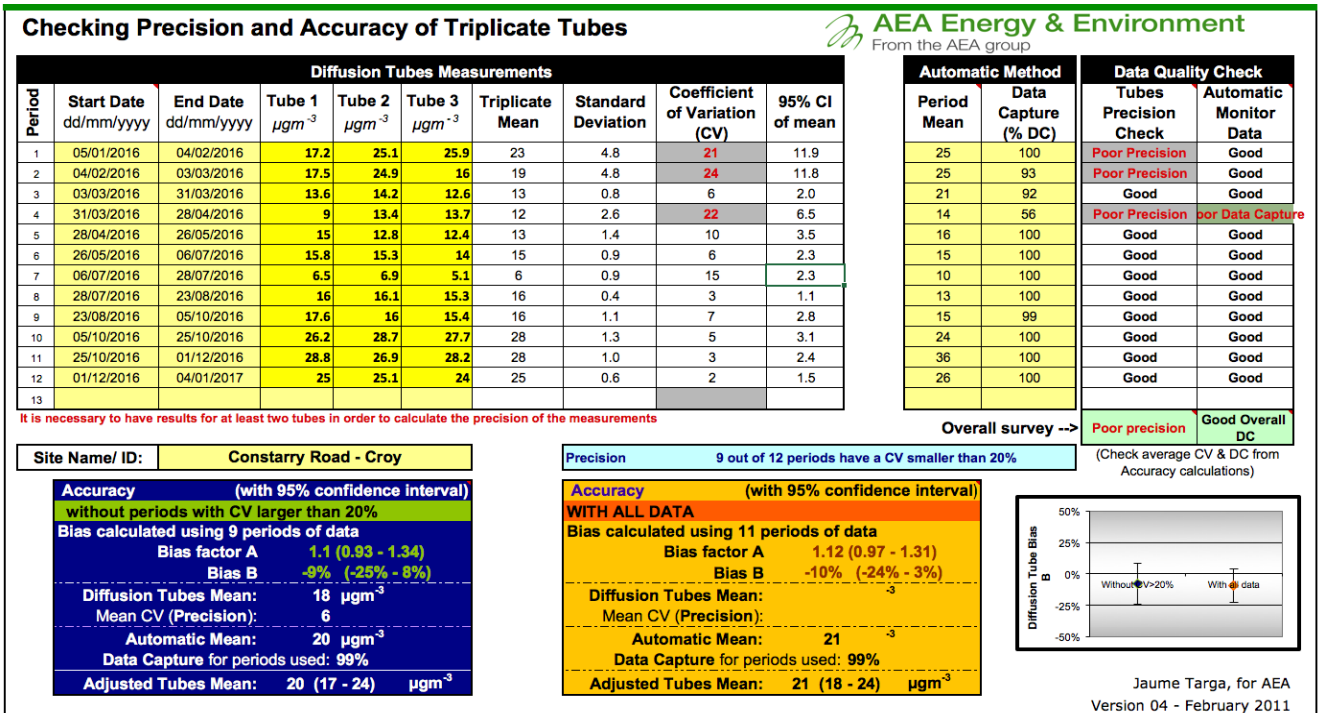 Checking Precision and Accuracy of Triplicate Tubes
AEA Energy & Environment
From the AEA group
Diffusion Tubes Measurements Automatic Method Data Quality Check
Period Start Date dd/mm/yyyy End Date dd/mm/yyyy Tube 1 µgm-3 Tube 2 µgm-3 Tube 3 µgm-3 Triplicate Mean Standard Deviation Coefficient of Variation (CV) 95% CI of mean Period Mean Data Capture (% DC) Tubes Precision Check Automatic Monitor Data
1 05/01/2016 04/02/2016 17.2 25.1 25.9 23 4.8 21 11.9 25 100 Poor Precision Good
2 04/02/2016 03/03/2016 17.5 24.9 16 19 4.8 24 11.8 25 93 Poor Precision Good
3 03/03/2016 31/03/2016 13.6 14.2 12.6 13 0.8 6 2.0 21 92 Good Good
4 31/03/2016 28/04/2016 9 13.4 13.7 12 2.6 22 6.5 14 56 Poor Precision oor Data Capture
5 28/04/2016 26/05/2016 15 12.8 12.4 13 1.4 10 3.5 16 100 Good Good
6 26/05/2016 06/07/2016 15.8 15.3 14 15 0.9 6 2.3 15 100 Good Good
7 06/07/2016 28/07/2016 6.5 6.9 5.1 6 0.9 15 2.3 10 100 Good Good
8 28/07/2016 23/08/2016 16 16.1 15.3 16 0.4 3 1.1 13 100 Good Good
9 23/08/2016 05/10/2016 17.6 16 15.4 16 1.1 7 2.8 15 99 Good Good
10 05/10/2016 25/10/2016 26.2 28.7 27.7 28 1.3 5 3.1 24 100 Good Good
11 25/10/2016 01/12/2016 28.8 26.9 28.2 28 1.0 3 2.4 36 100 Good Good
12 01/12/2016 04/01/2017 25 25.1 24 25 0.6 2 1.5 26 100 Good Good
13
It is necessary to have results for at least two tubes in order to calculate the precision of the measurements
Overall survey --> Poor precision Good Overall DC
(Check average CV & DC from
Accuracy calculations)
Site Name/ ID: Constarry Road - Croy
Precision 9 out of 12 periods have a CV smaller than 20%
Accuracy (with 95% confidence interval)
without periods with CV larger than 20%
Bias calculated using 9 periods of data
Bias factor A 1.1 (0.93 - 1.34)
Bias B -9% (-25% - 8%)
Diffusion Tubes Mean: 18 µgm-3
Mean CV (Precision): 6
Automatic Mean: 20 µgm-3
Data Capture for periods used: 99%
Adjusted Tubes Mean: 20 (17 - 24) µgm-3
Accuracy (with 95% confidence interval)
WITH ALL DATA
Bias calculated using 11 periods of data
Bias factor A 1.12 (0.97 - 1.31)
Bias B -10% (-24% - 3%)
Diffusion Tubes Mean: -3
Mean CV (Precision):
Automatic Mean: 21 -3
Data Capture for periods used: 99%
Adjusted Tubes Mean: 21 (18 - 24) µgm-3
Diffusion Tube Bias B
50%
25%
0%
-25%
-50%
Without CV>20% With all data
Jaume Targa, for AEA
Version 04 - February 2011